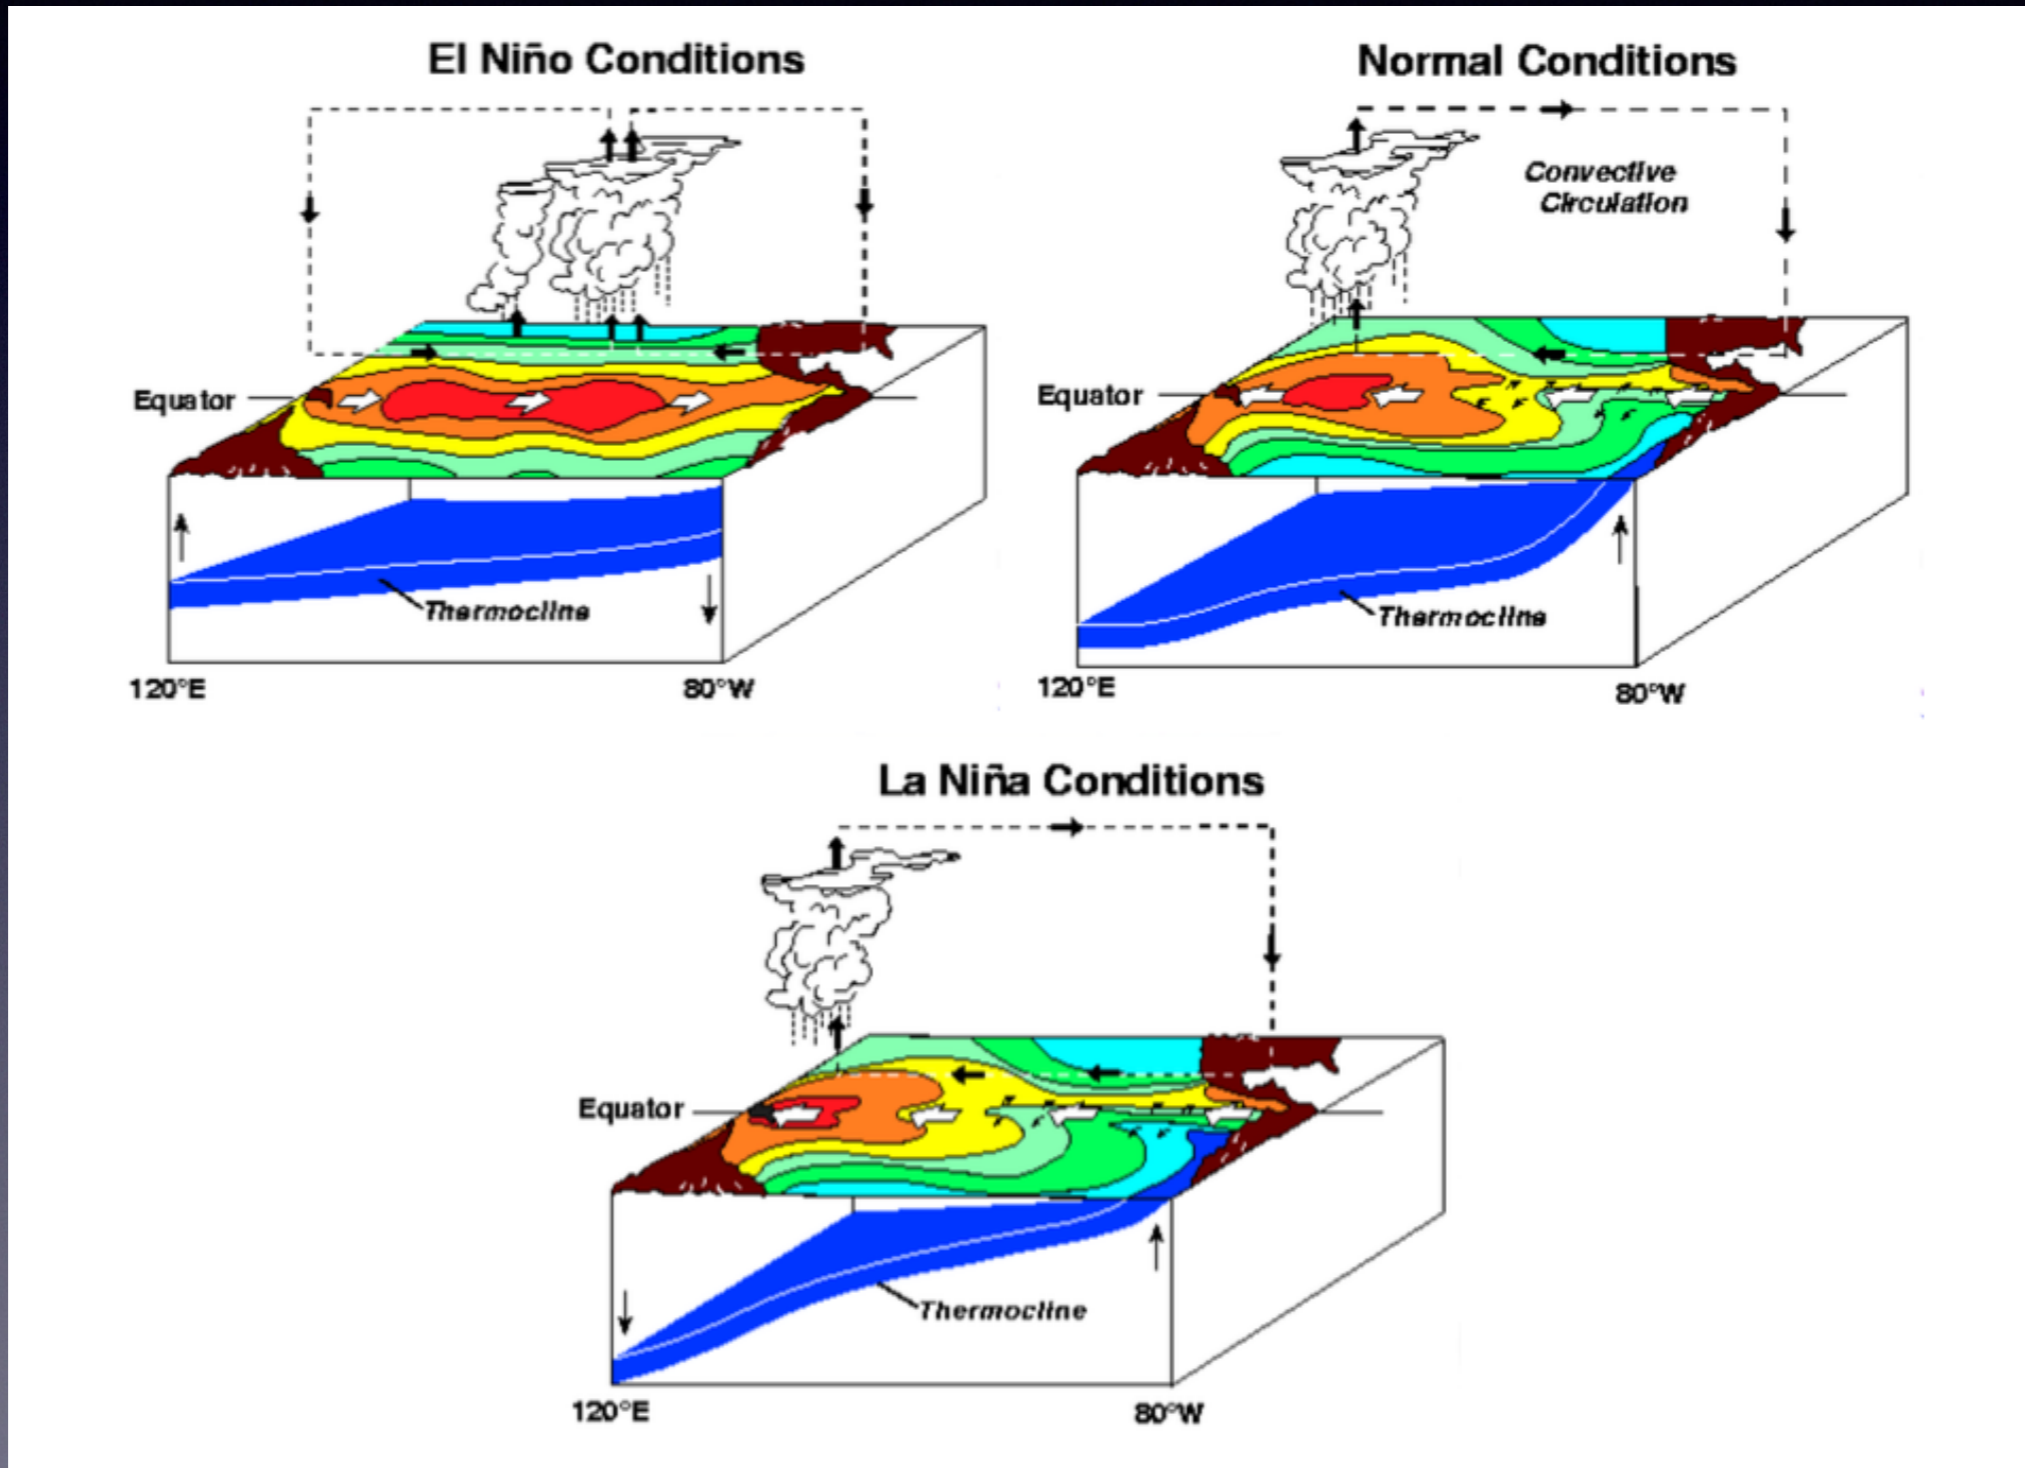 El Niño Conditions
Equator
Thermocline
120°E
80°W
Normal Conditions
Convective
Circulation
Equator
Thermocline
120°E
80°W
La Niña Conditions
Equator
Thermocline
120°E
80°W